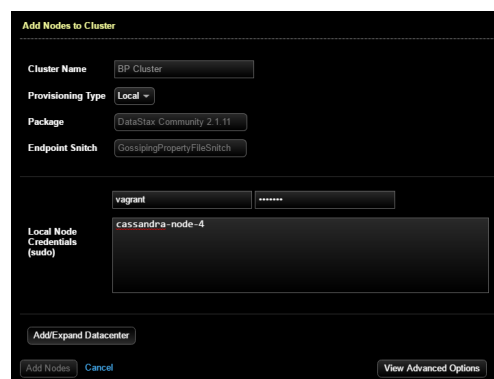 Add Nodes to Cluster
Cluster Name
BP Cluster
Provisioning Type
Local
Package
DataStax Community 2.1.11
Endpoint Snitch
GossipingPropertyFileSnitch
vagrant
•••••••
Local Node
Credentials
(sudo)
cassandra-node-4
Add/Expand Datacenter
Add Nodes
Cancel
View Advanced Options